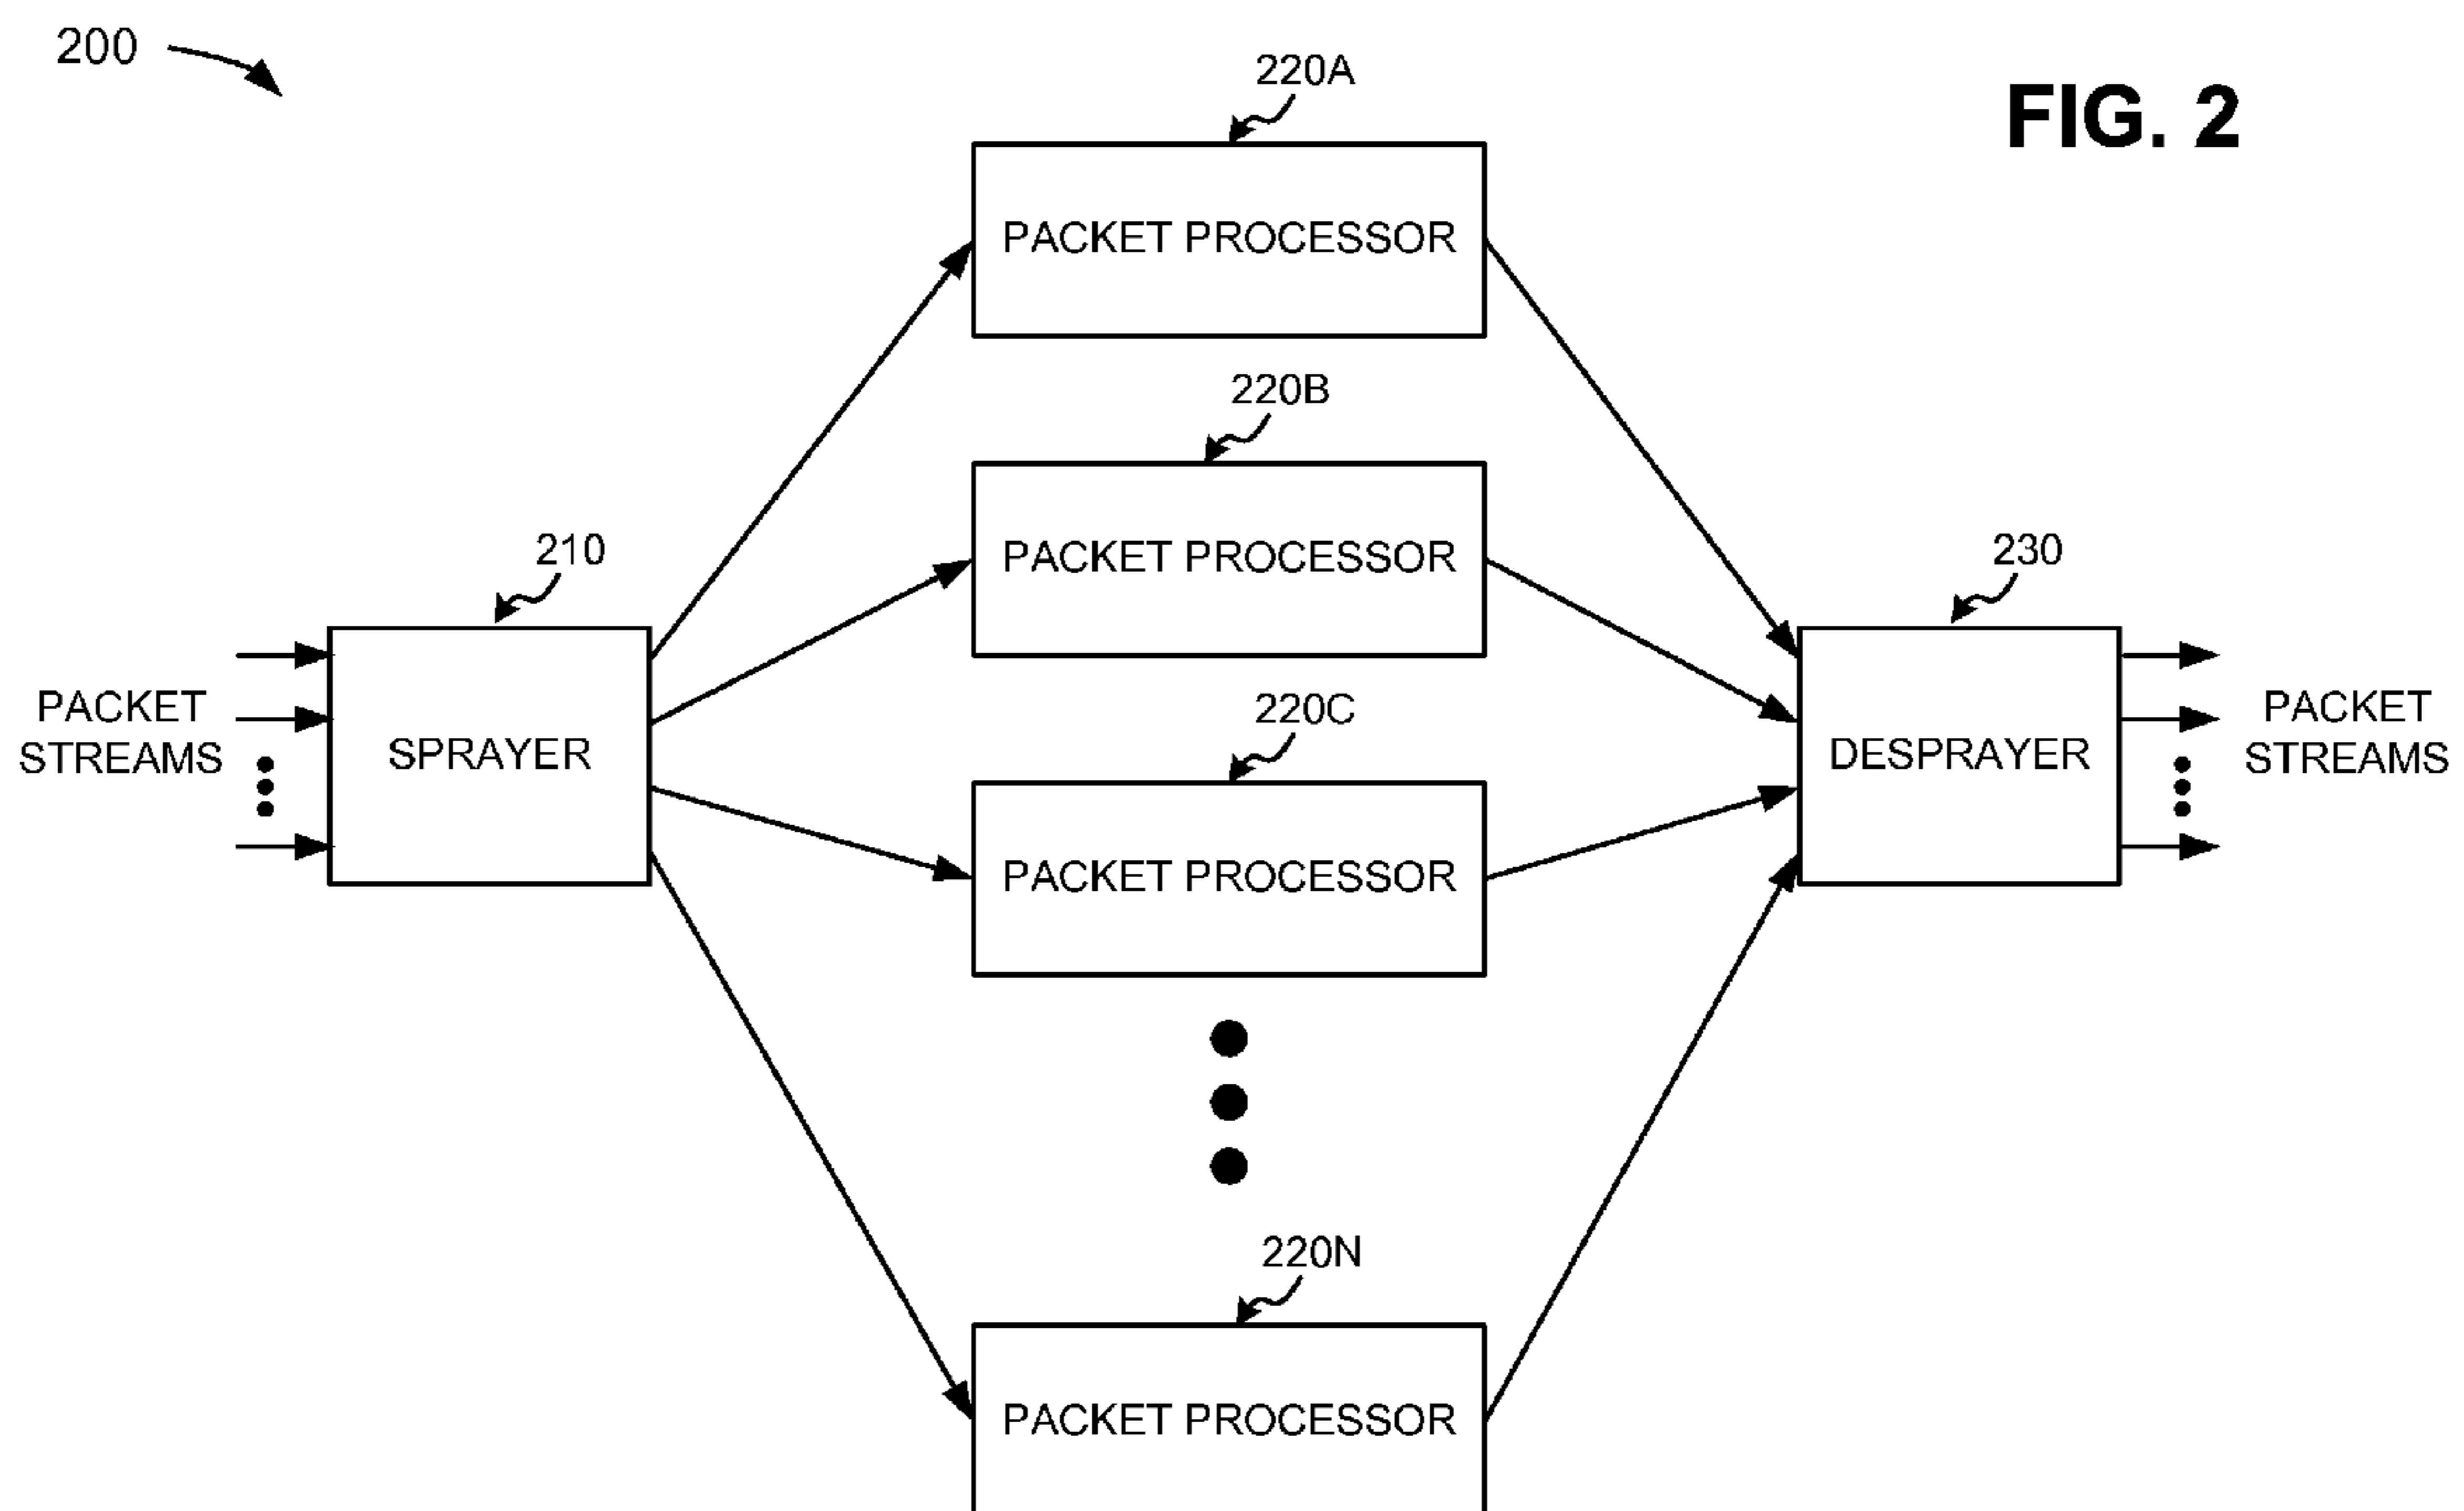 200
220A
FIG. 2
PACKET PROCESSOR
220B
PACKET PROCESSOR
210
230
PACKET
STREAMS
SPRAYER
220C
PACKET PROCESSOR
DESPRAYER
PACKET
STREAMS
220N
PACKET PROCESSOR